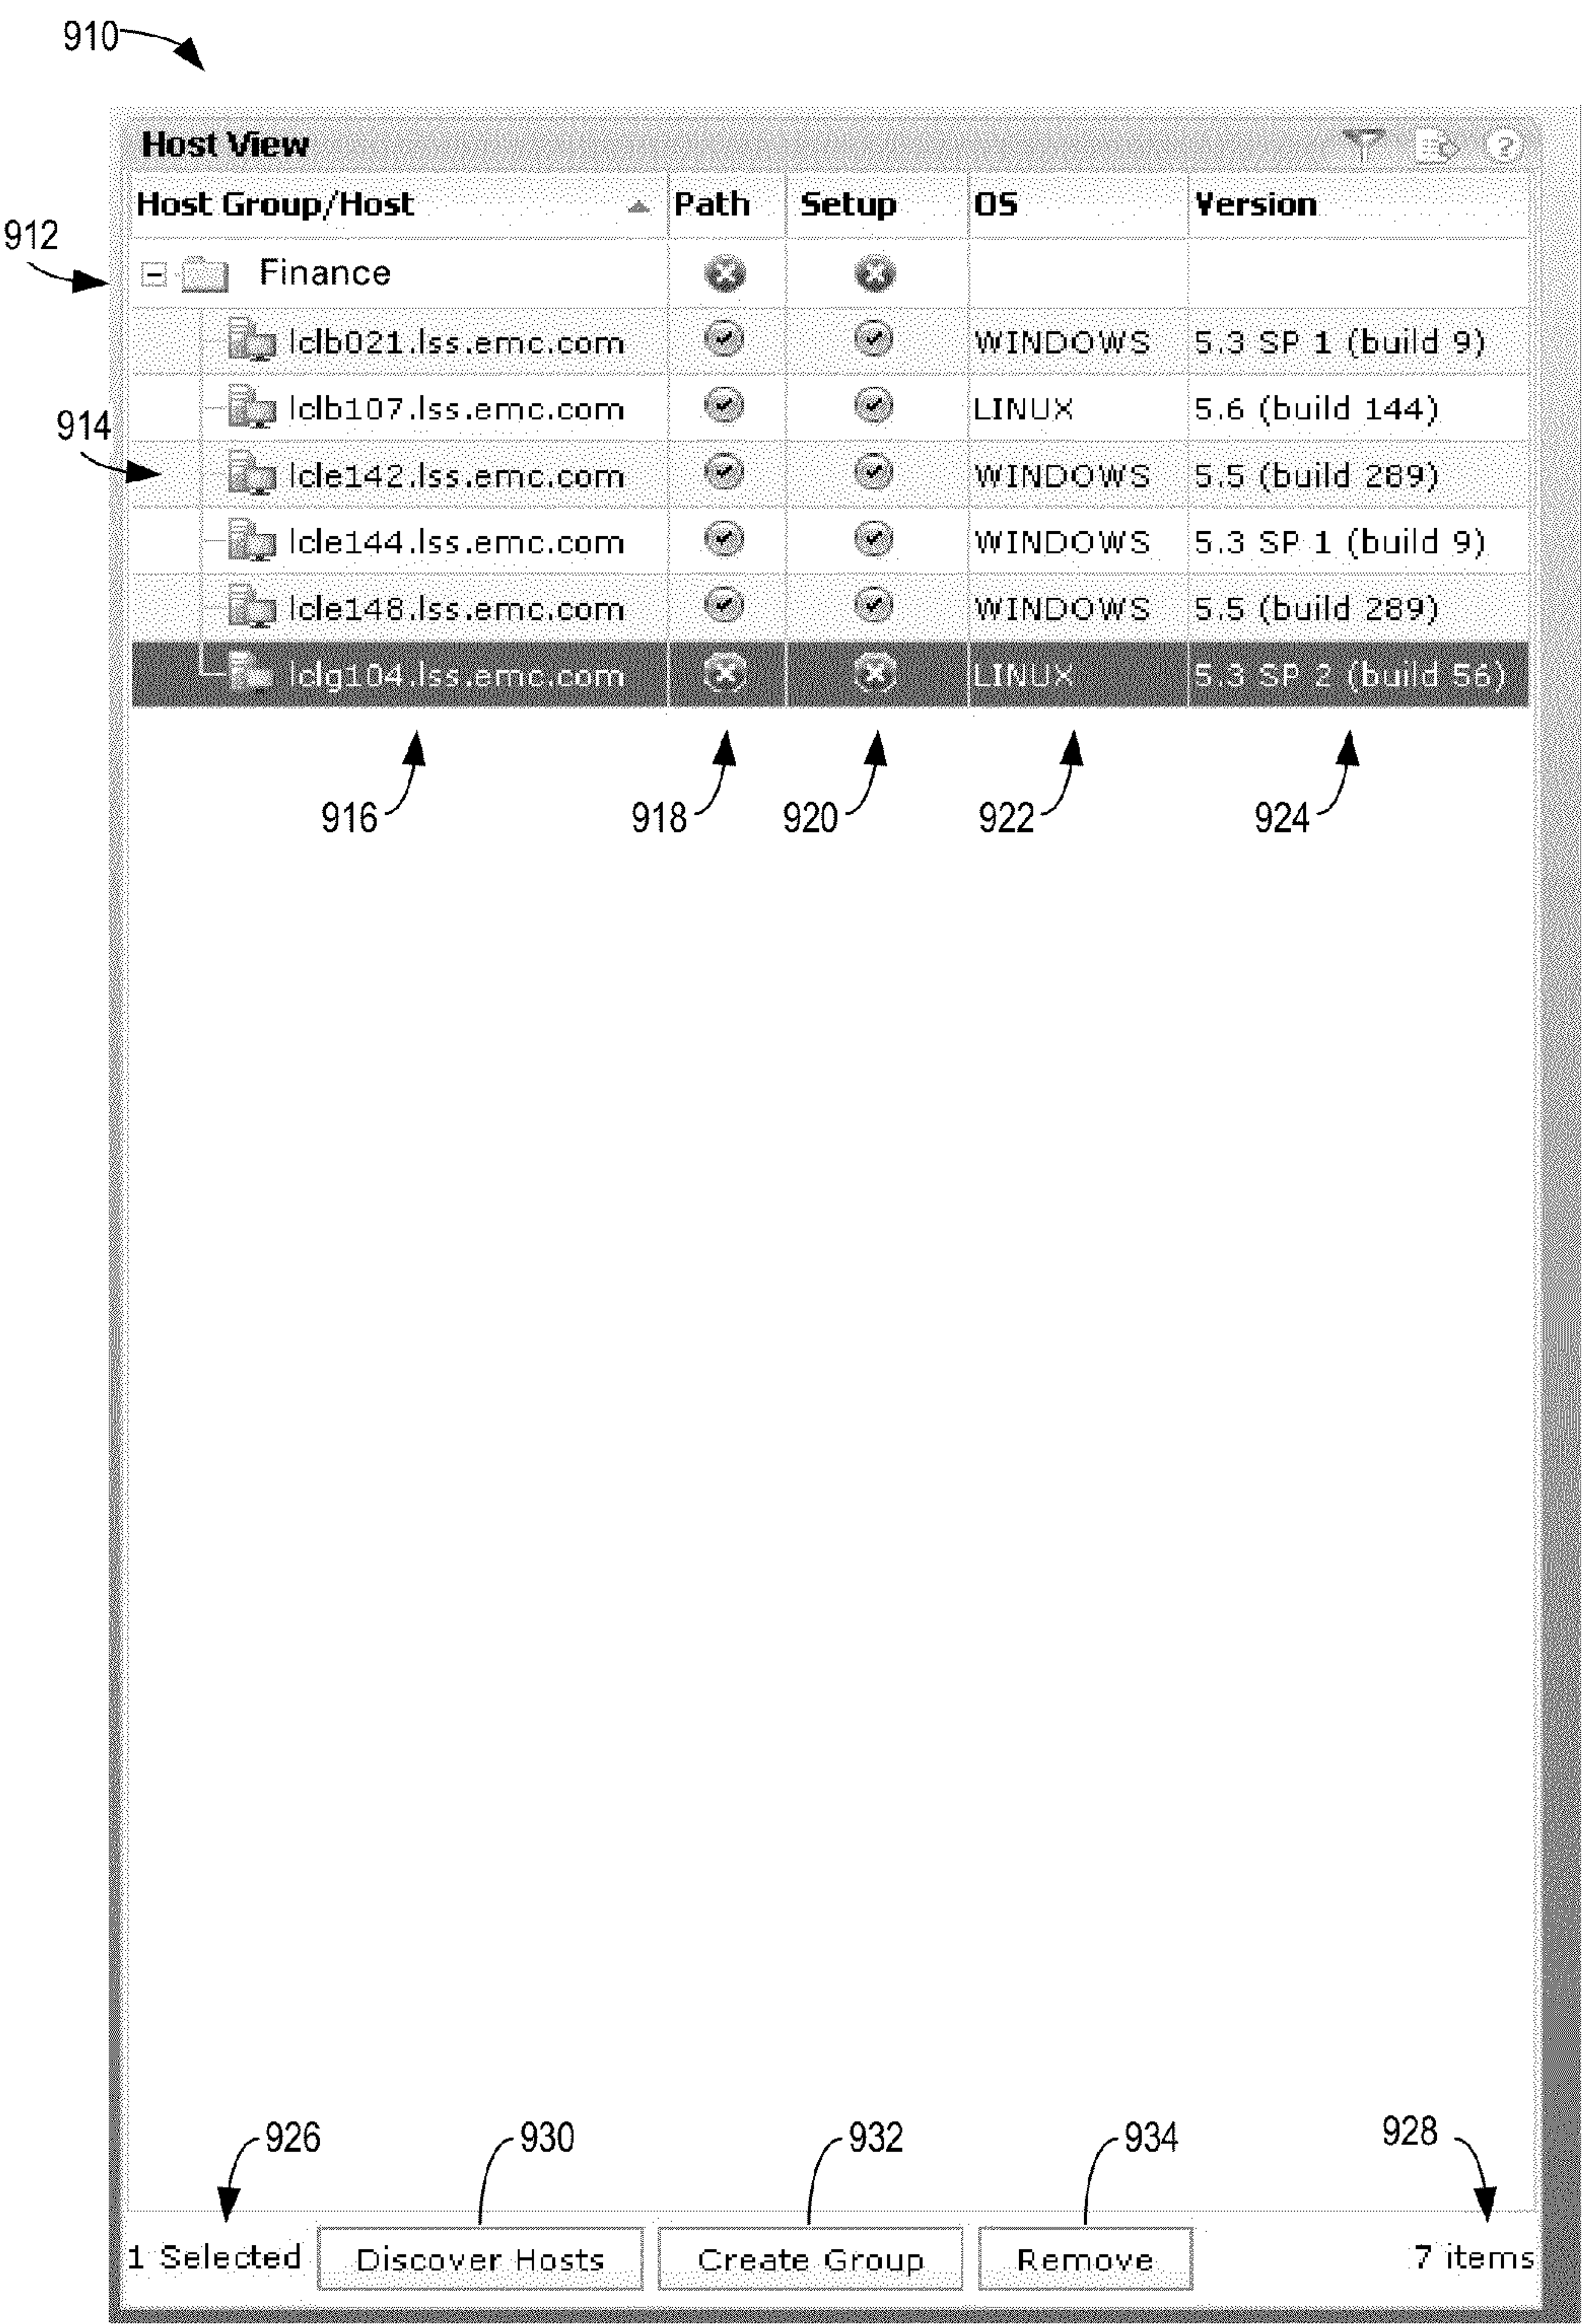 910
Host View
Host Group/Host Path Setup OS Version
912
Finance
lclb021.lss.emc.com WINDOWS 5.3 SP 1 (build 9)
lclb107.lss.emc.com LINUX 5.6 (build 144)
914
lcle142.lss.emc.com WINDOWS 5.5 (build 289)
lcle144.lss.emc.com WINDOWS 5.3 SP 1 (build 9)
lcle148.lss.emc.com WINDOWS 5.5 (build 289)
lclg104.lss.emc.com LINUX 5.3 SP 2 (build 56)
916 918 920 922 924
926 930 932 934 928
1 Selected Discover Hosts Create Group Remove 7 items